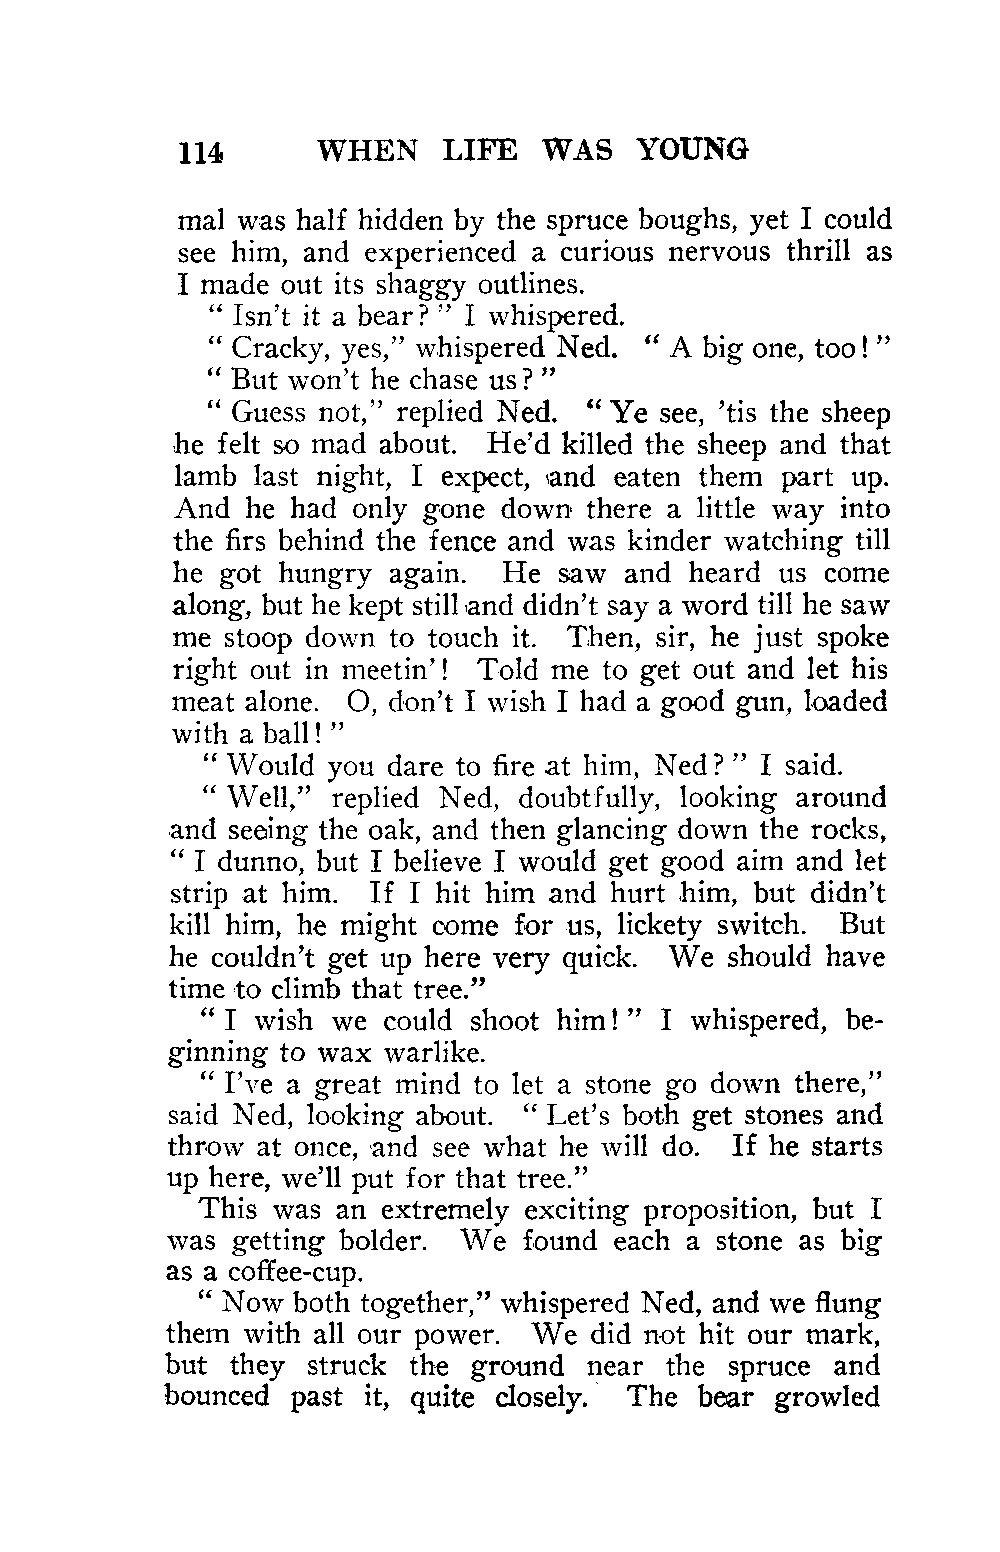 114 WHEN LIFE WAS YOUNG
mal was half hidden by the spruce boughs, yet I could
see him, and experienced a curious nervous thrill as
I made out its shaggy outlines.
“ Isn't it a bear? ” I whispered.
“ Cracky, yes,” whispered Ned. “ A big one, too! ”
“ But won't he chase us? ”
“ Guess not,” replied Ned. “ Ye see, ’tis the sheep
he felt so mad about. He'd killed the sheep and that
lamb last night, I expect, and eaten them part up.
And he had only gone down there a little way into
the firs behind the fence and was kinder watching till
he got hungry again. He saw and heard us come
along, but he kept still and didn't say a word till he saw
me stoop down to touch it. Then, sir, he just spoke
right out in meetin'! Told me to get out and let his
meat alone. O, don't I wish I had a good gun, loaded
with a ball! ”
“ Would you dare to fire at him, Ned? ” I said.
“ Well,” replied Ned, doubtfully, looking around
and seeing the oak, and then glancing down the rocks,
“ I dunno, but I believe I would get good aim and let
strip at him. If I hit him and hurt him, but didn't
kill him, he might come for us, lickety switch. But
he couldn't get up here very quick. We should have
time to climb that tree.”
“ I wish we could shoot him! ” I whispered, be-
ginning to wax warlike.
“ I've a great mind to let a stone go down there,”
said Ned, looking about. “ Let's both get stones and
throw at once, and see what he will do. If he starts
up here, we'll put for that tree.”
This was an extremely exciting proposition, but I
was getting bolder. We found each a stone as big
as a coffee-cup.
“ Now both together,” whispered Ned, and we flung
them with all our power. We did not hit our mark,
but they struck the ground near the spruce and
bounced past it, quite closely. The bear growled